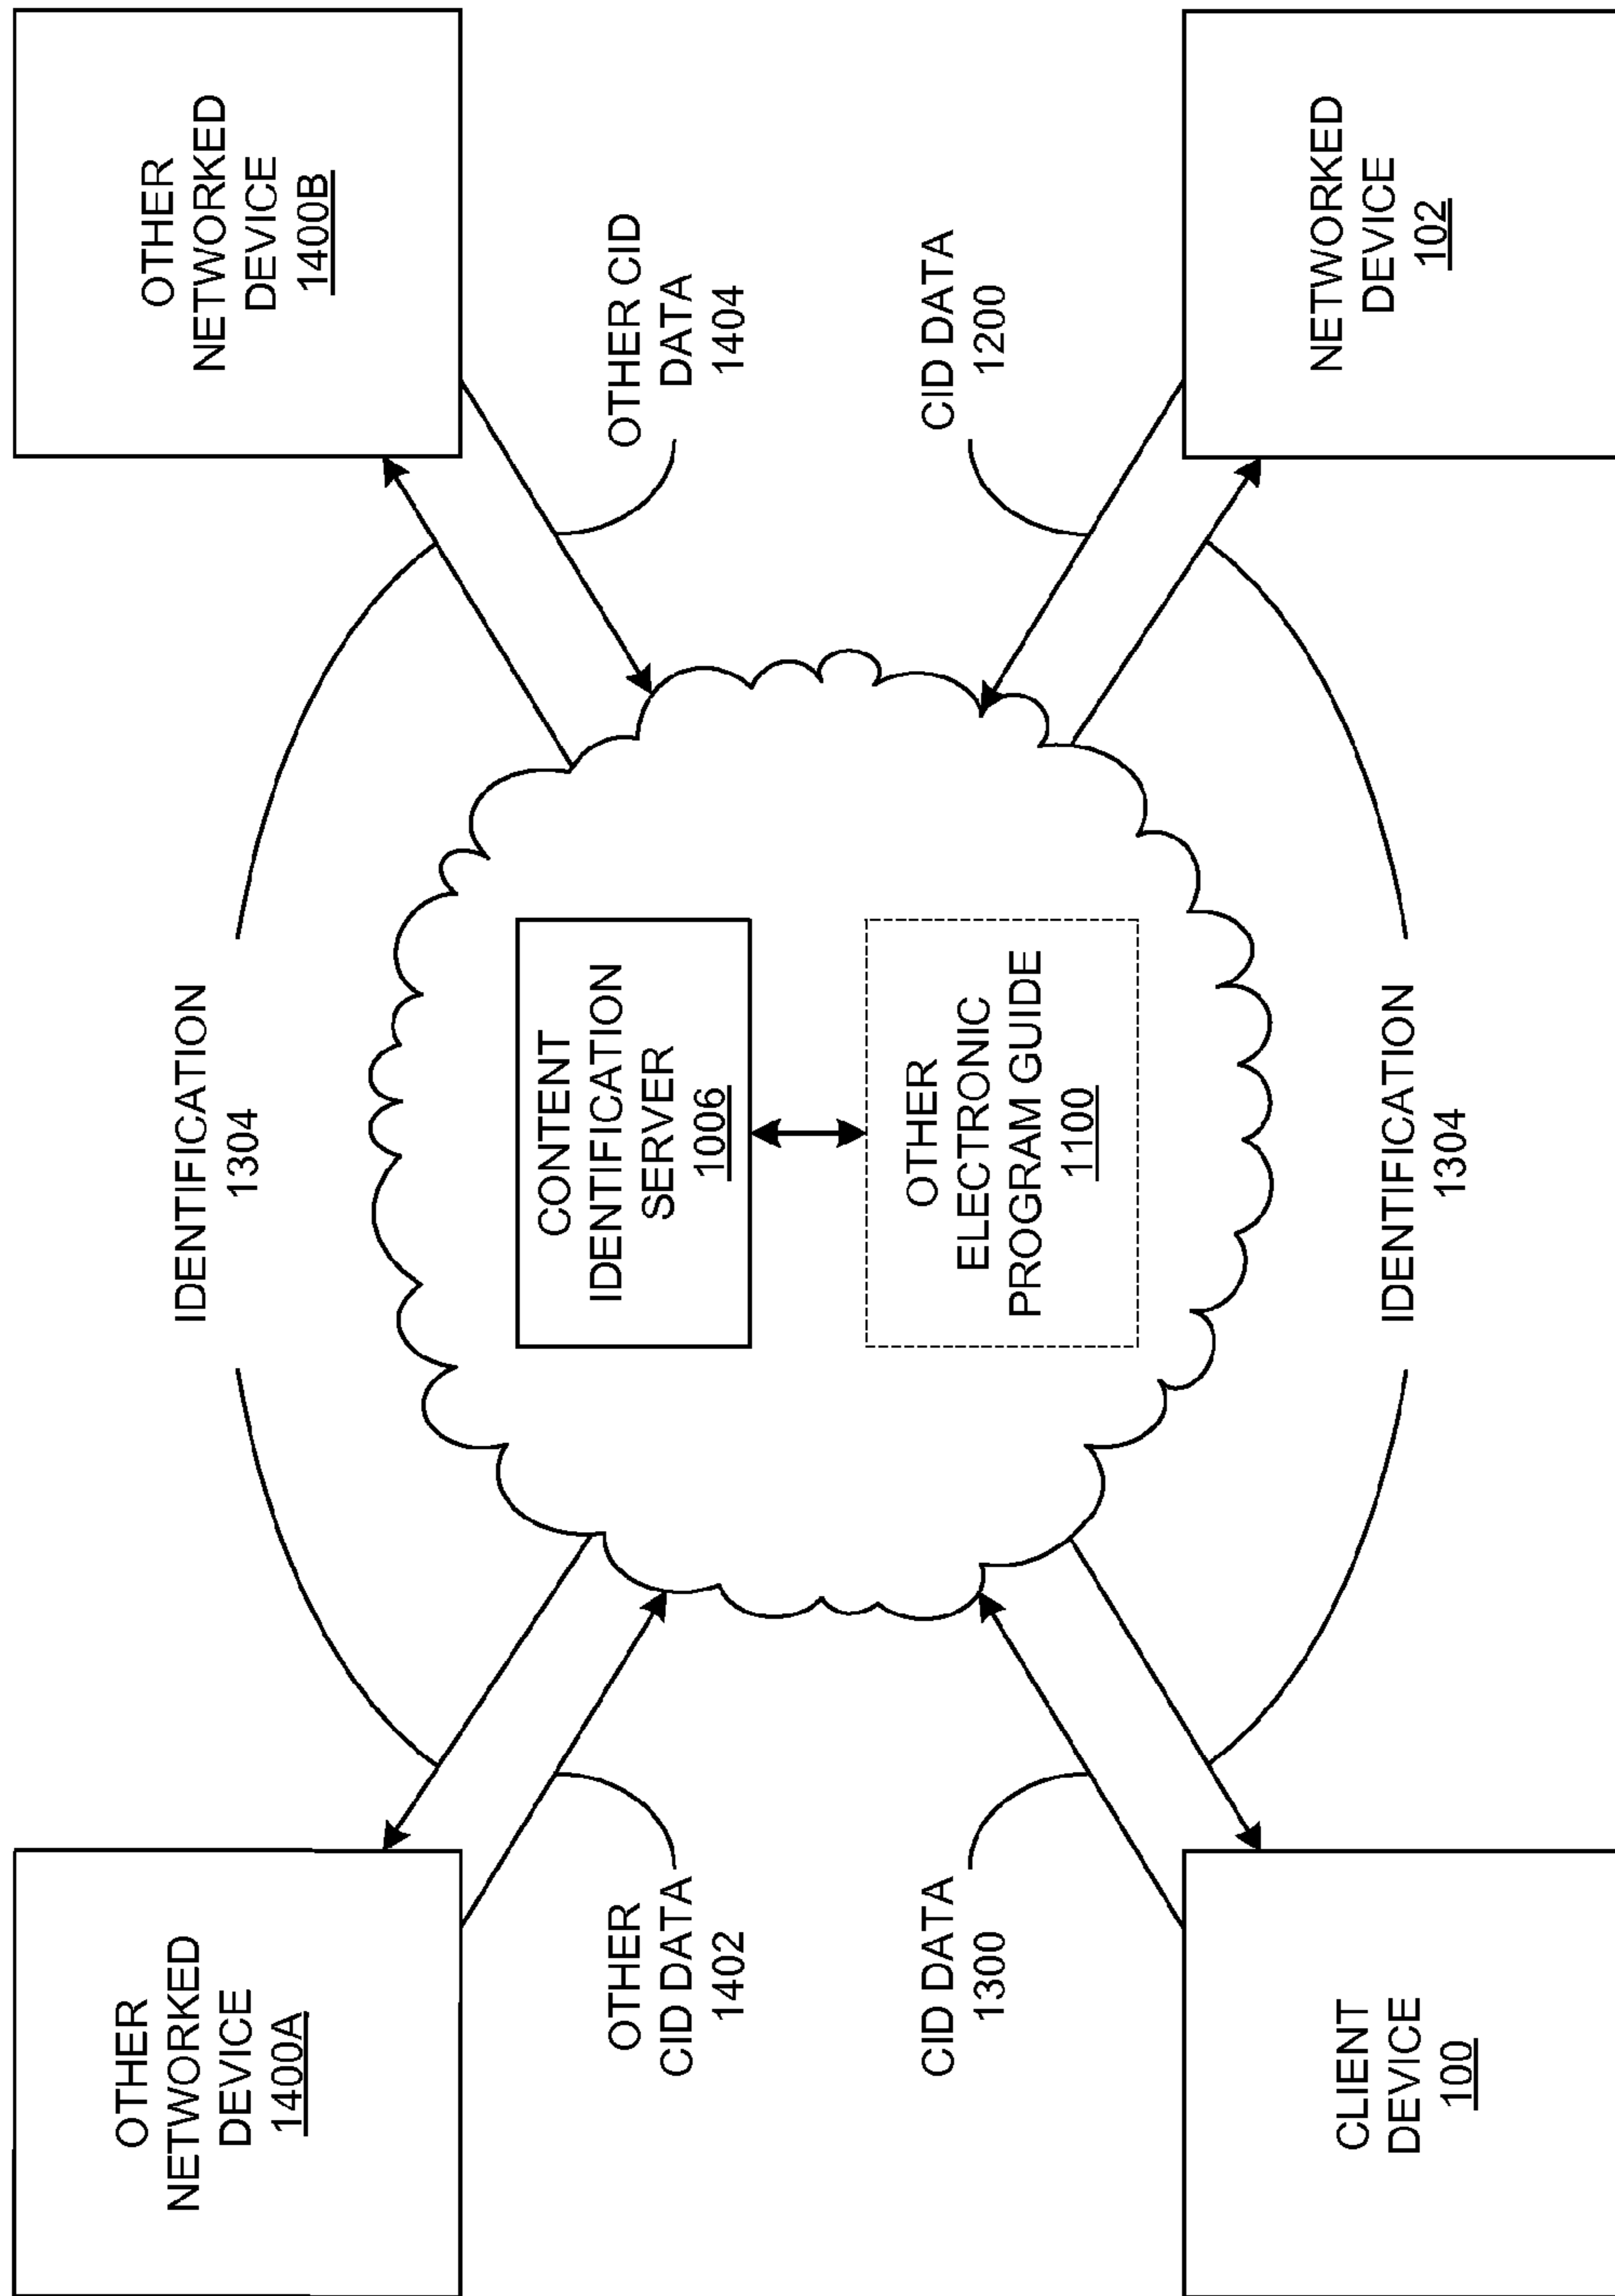 OTHER
NETWORKED
DEVICE
1400A
IDENTIFICATION
1304
OTHER
NETWORKED
DEVICE
1400B
OTHER
CID DATA
1402
OTHER CID
DATA
1404
CONTENT
IDENTIFICATION
SERVER
1006
OTHER
ELECTRONIC
PROGRAM GUIDE
1100
CID DATA
1300
CID DATA
1200
CLIENT
DEVICE
100
IDENTIFICATION
1304
NETWORKED
DEVICE
102